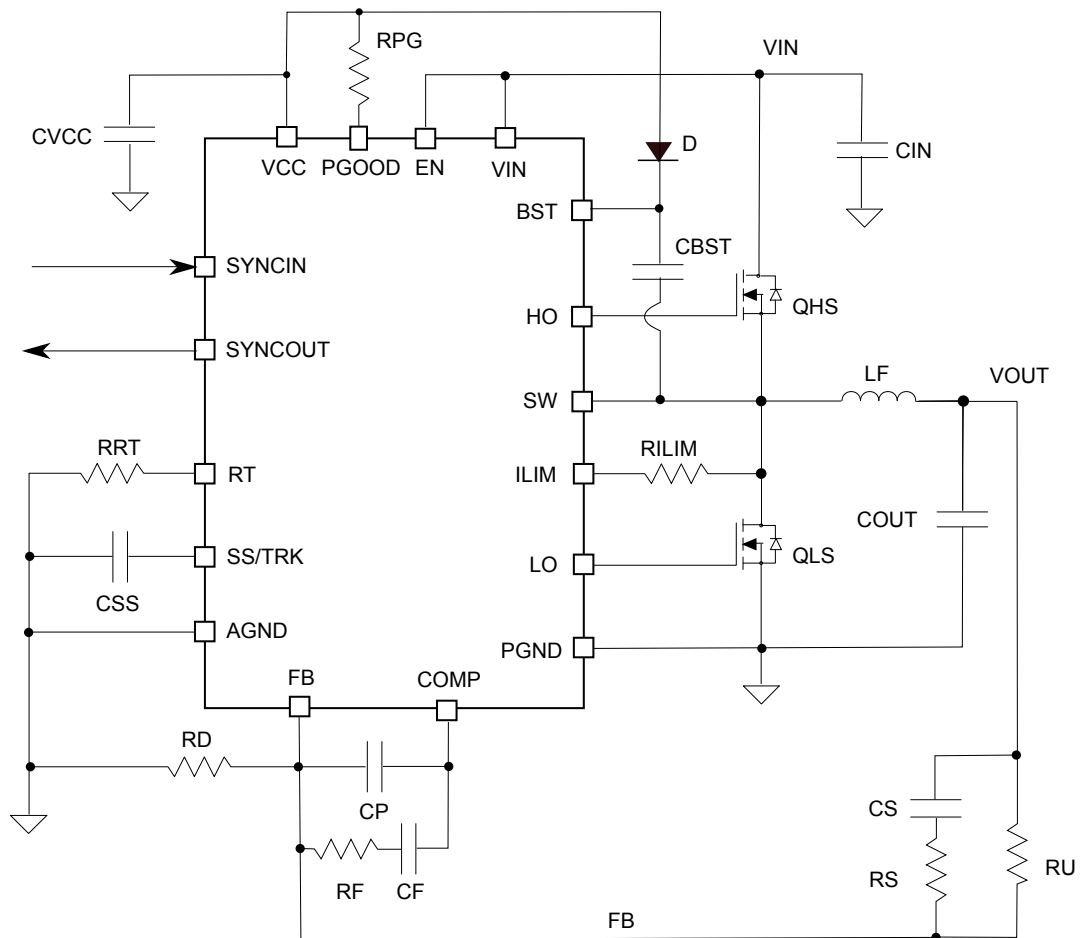 RPG
VIN
CVCC
VCC
PGOOD
EN
VIN
D
CIN
BST
CBST
SYNCIN
HO
QHS
SYNCOUT
SW
LF
VOUT
RRT
RT
ILIM
RILIM
COUT
CSS
SS/TRK
LO
QLS
AGND
PGND
FB
COMP
RD
CP
CS
RF
CF
RS
RU
FB